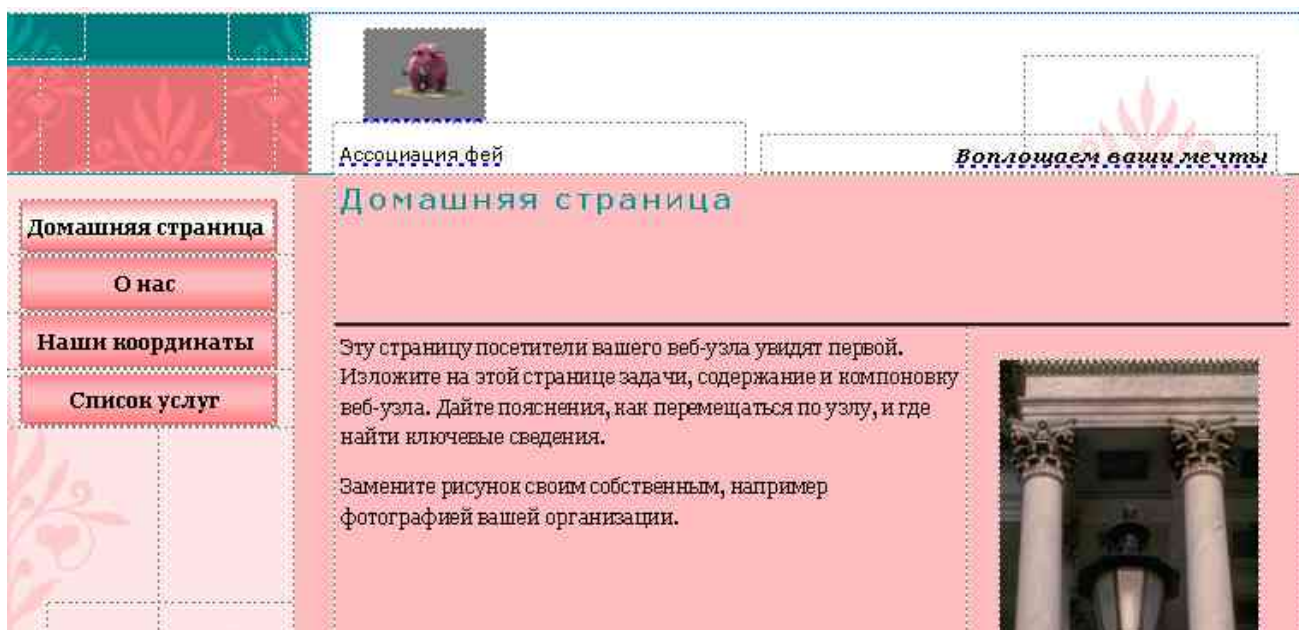 Ассоциация фей
Воплощаем ваши мечты
Домашняя страница
Домашняя страница
О нас
Наши координаты
Список услуг
Эту страницу посетители вашего веб-узла увидят первой.
Изложите на этой странице задачи, содержание и компоновку
веб-узла. Дайте пояснения, как перемещаться по узлу, и где
найти ключевые сведения.
Замените рисунок своим собственным, например
фотографией вашей организации.